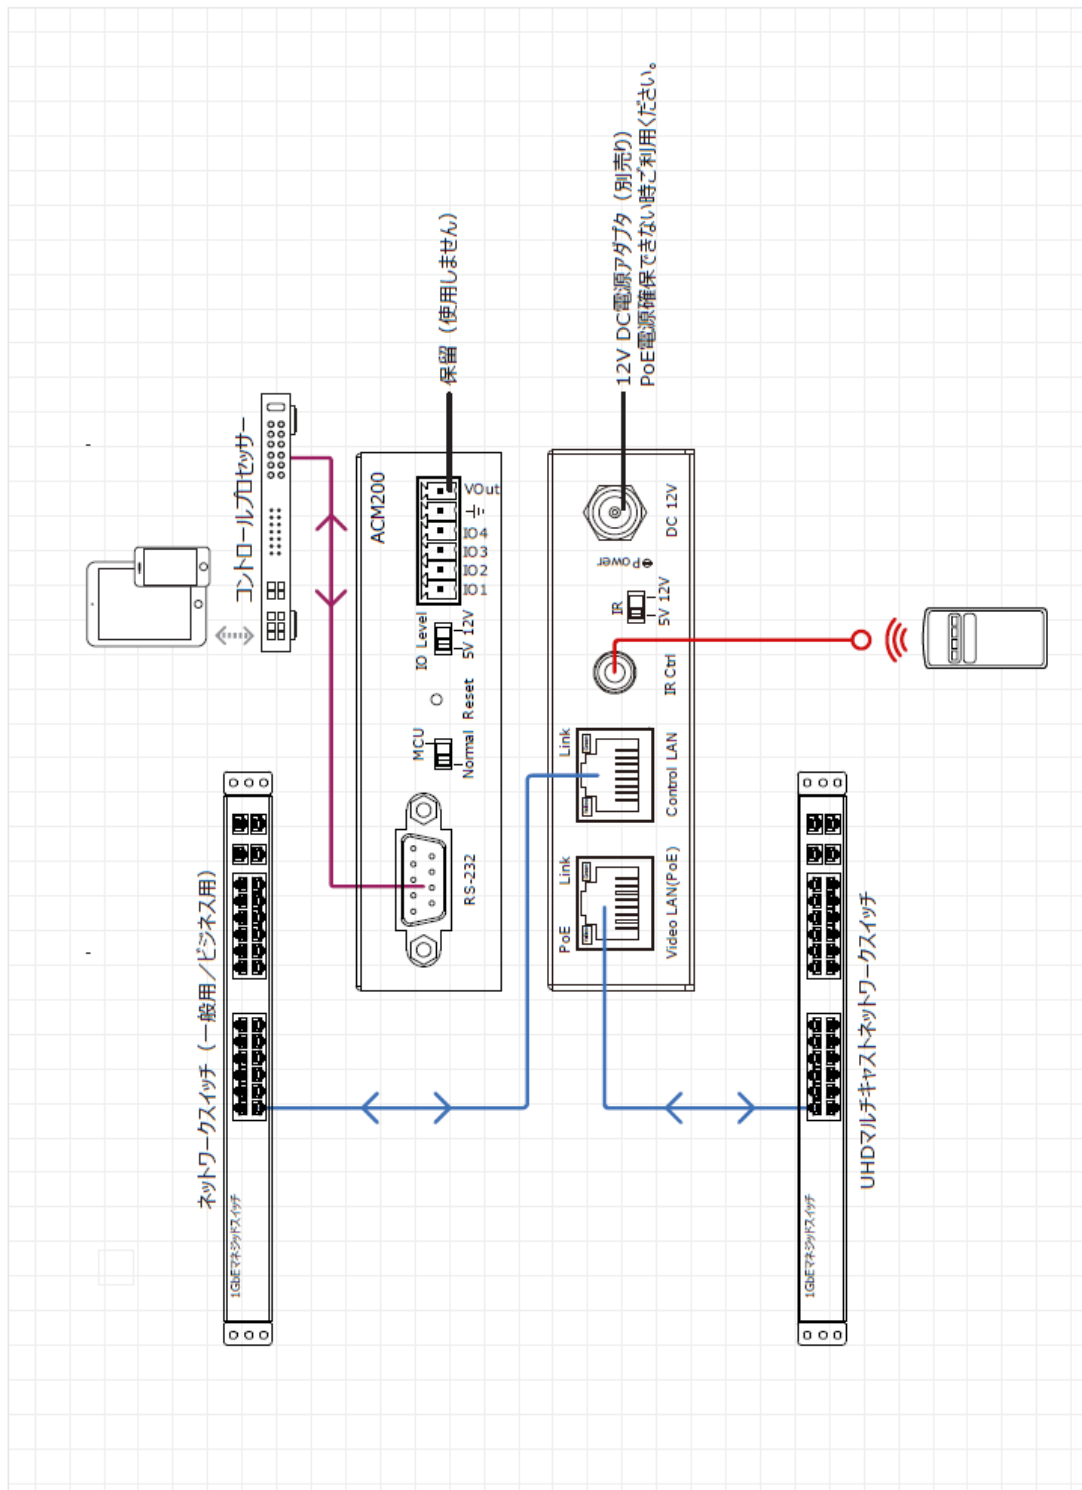 ネットワークスイッチ（一般用／ビジネス用）
1GbEマネジッドスイッチ
コントロールプロセッサー
ACM200
RS-232
MCU
Normal
Reset
IO Level
5V 12V
IO1
IO2
IO3
IO4
VOut
保留（使用しません）
PoE
Link
Video LAN(PoE)
Link
Control LAN
IR Ctrl
IR
5V 12V
Power
DC 12V
12V DC電源アダプタ（別売り）
PoE電源確保できない時ご利用ください。
1GbEマネジッドスイッチ
UHDマルチキャストネットワークスイッチ